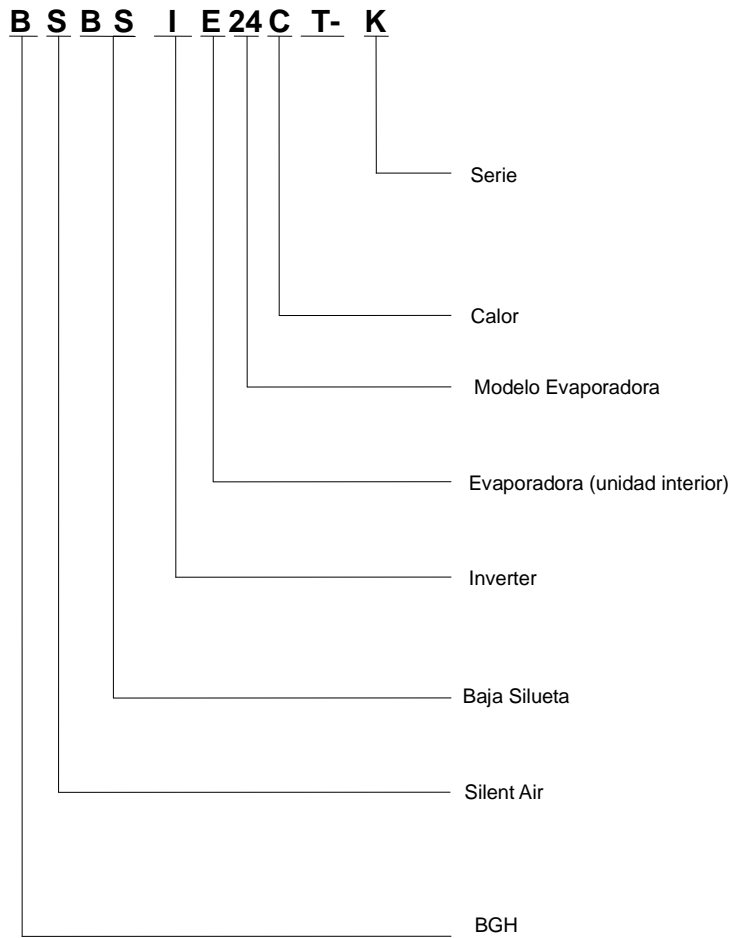 B S B S I E 24 C T- K
Serie
Calor
Modelo Evaporadora
Evaporadora (unidad interior)
Inverter
Baja Silueta
Silent Air
BGH